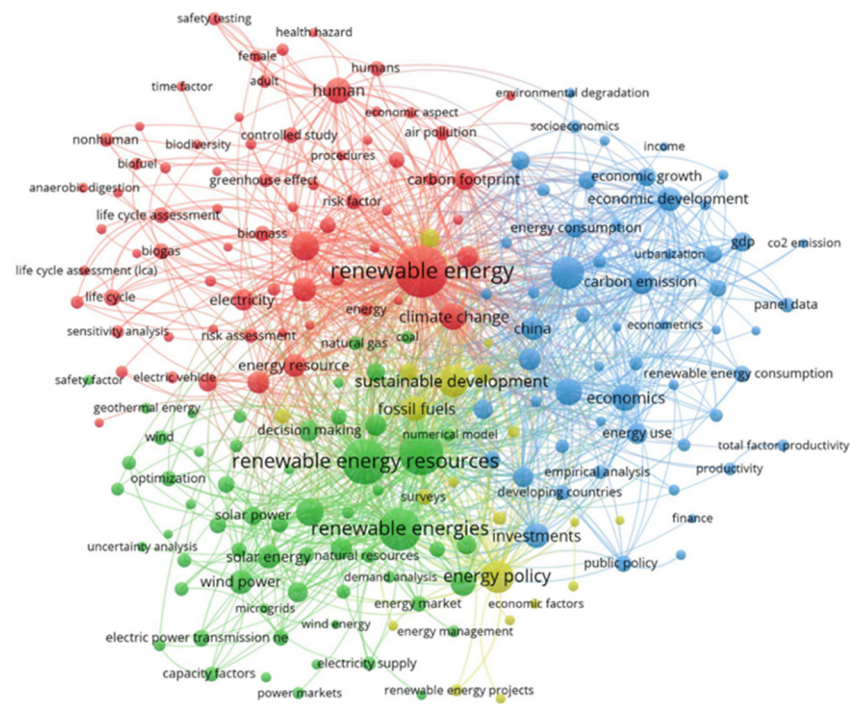 safety testing
health hazard
female
humans
time factor
adult
human
environmental degradation
economic aspect
socioeconomics
nonhuman
controlled study
air pollution
biodiversity
income
procedures
biofuel
greenhouse effect
carbon footprint
economic growth
anaerobic digestion
economic development
risk factor
life cycle assessment
energy consumption
biomass
gdp
co2 emission
biogas
urbanization
life cycle assessment (lca)
renewable energy
carbon emission
life cycle
electricity
energy
climate change
panel data
sensitivity analysis
risk assessment
china
econometrics
natural gas
coal
energy resource
safety factor
electric vehicle
sustainable development
renewable energy consumption
geothermal energy
fossil fuels
economics
wind
decision making
numerical model
energy use
total factor productivity
renewable energy resources
optimization
empirical analysis
productivity
surveys
developing countries
solar power
finance
renewable energies
investments
uncertainty analysis
solar energy
natural resources
public policy
wind power
demand analysis
energy policy
microgrids
energy market
economic factors
wind energy
energy management
electric power transmission ne
capacity factors
electricity supply
power markets
renewable energy projects